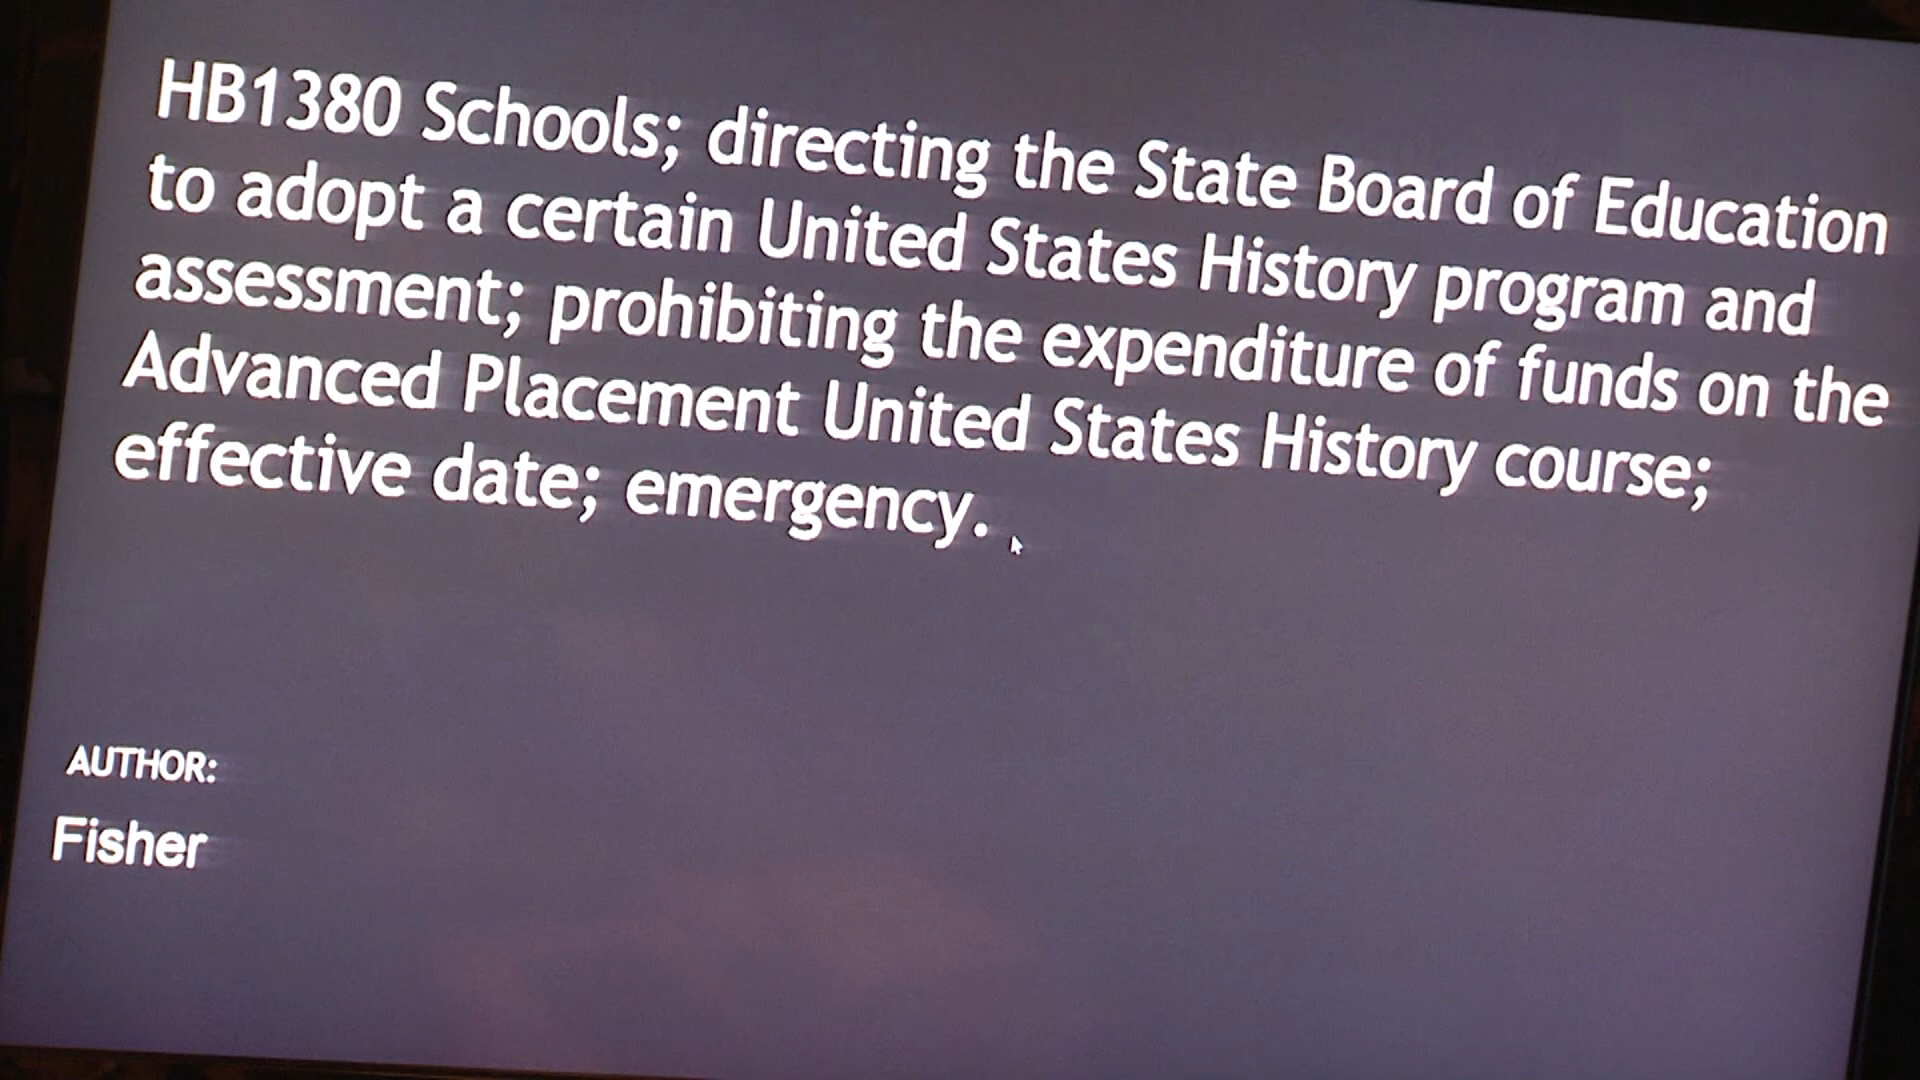 HB1380 Schools; directing the State Board of Education
to adopt a certain United States History program and
assessment; prohibiting the expenditure of funds on the
Advanced Placement United States History course;
effective date; emergency.
AUTHOR:
Fisher